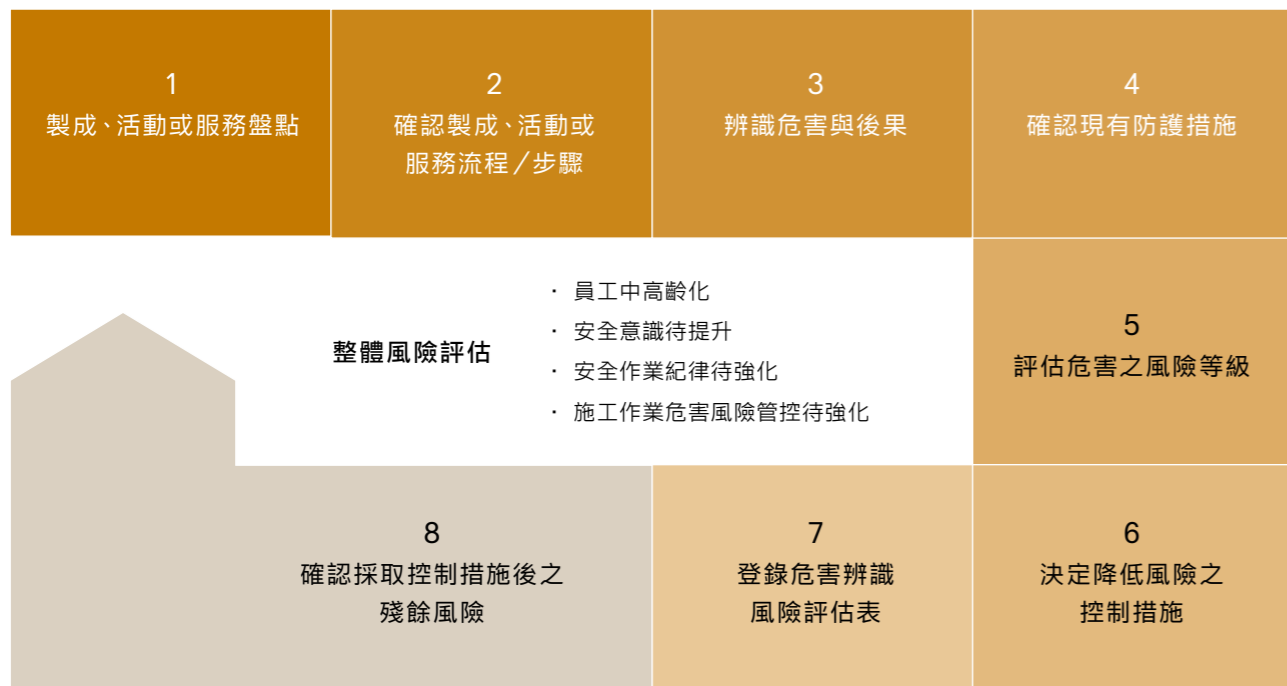 1
製成、活動或服務盤點
2
確認製成、活動或
服務流程／步驟
3
辨識危害與後果
4
確認現有防護措施
整體風險評估
· 員工中高齡化
· 安全意識待提升
· 安全作業紀律待強化
· 施工作業危害風險管控待強化
5
評估危害之風險等級
6
決定降低風險之
控制措施
7
登錄危害辨識
風險評估表
8
確認採取控制措施後之
殘餘風險